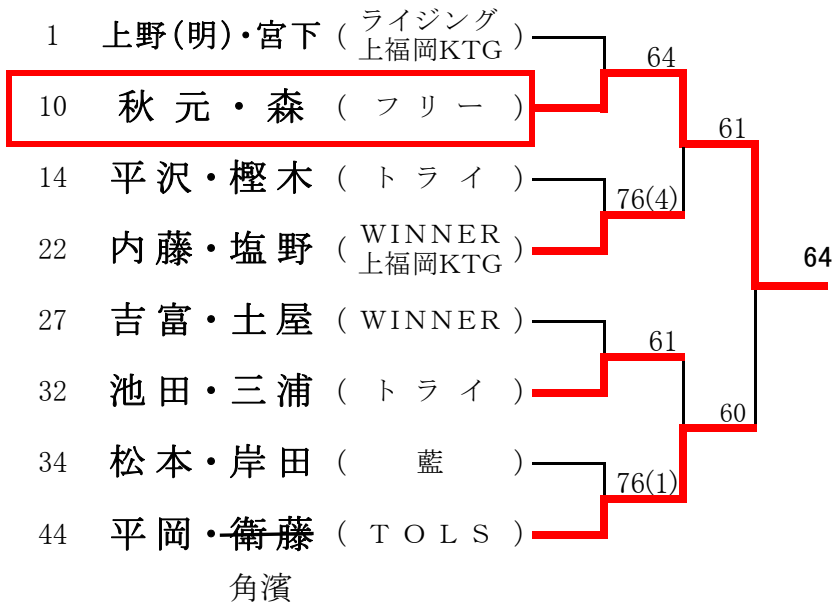 1 上野(明)・宮下 ( ライジング 上福岡KTG )
64
10 秋元・森 ( フリー )
61
14 平沢・樫木 ( トライ )
76(4)
22 内藤・塩野 ( WINNER 上福岡KTG )
64
27 吉富・土屋 ( WINNER )
61
32 池田・三浦 ( トライ )
60
34 松本・岸田 ( 藍 )
76(1)
44 平岡・衛藤 ( TOLS )
角濱